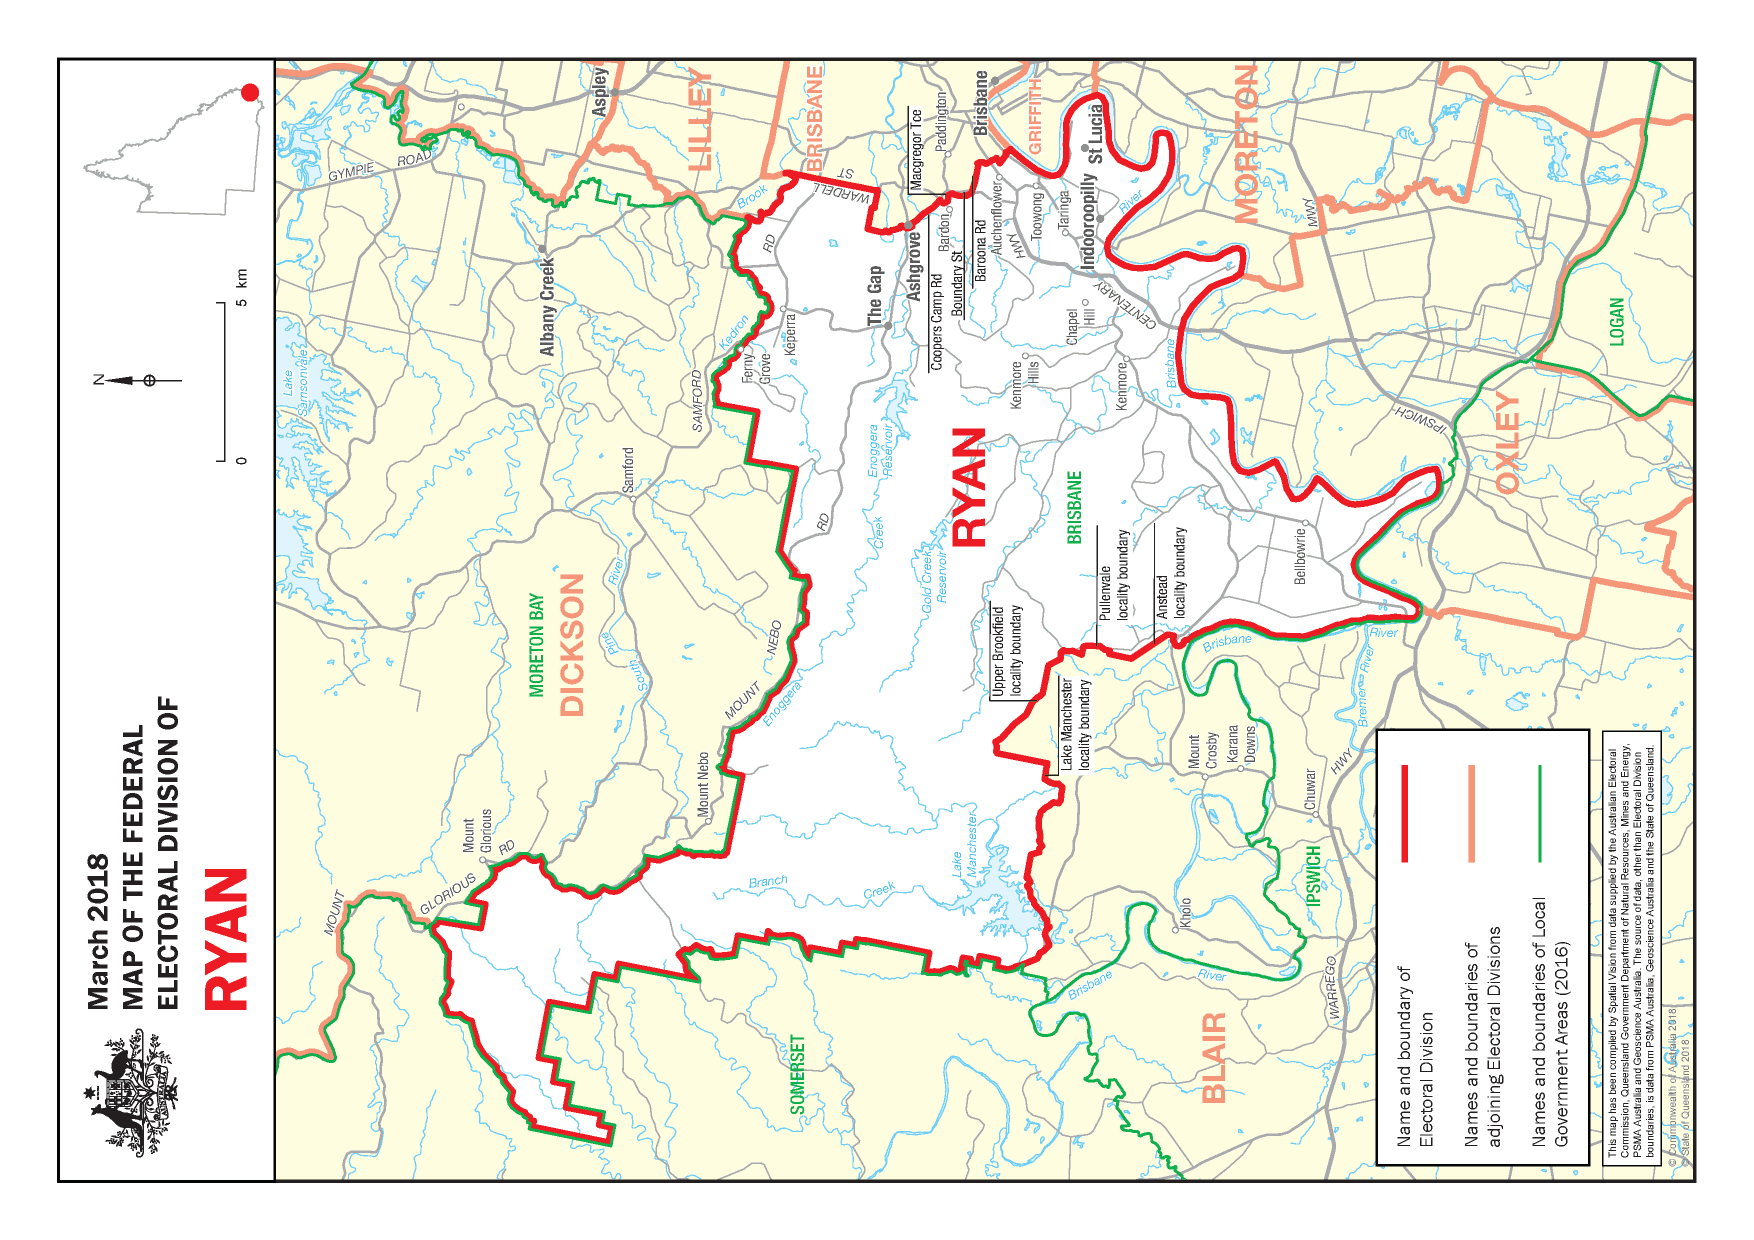 March 2018
MAP OF THE FEDERAL
ELECTORAL DIVISION OF
RYAN
N
0
5 km
MOUNT
GLORIOUS
RD
Mount
Glorious
Mount Nebo
MOUNT
NEBO
RD
Enoggera
Creek
MORETON BAY
DICKSON
Pine
River
South
Samford
SAMFORD
Albany Creek
Lake
Samsonvale
GYMPIE
ROAD
Aspley
LILLEY
BRISBANE
Brook
Kedron
RD
WARDELL
ST
Ferny
Grove
Keperra
The Gap
Ashgrove
Enoggera
Reservoir
Gold Creek
Reservoir
Macgregor Tce
Paddington
Brisbane
GRIFFITH
Coopers Camp Rd
Bardon
Boundary St
Baroona Rd
Auchenflower
HWY
Toowong
Taringa
Indooroopilly
St Lucia
River
MORETON
MWY
CENTENARY
Chapel
Hill
Kenmore
Hills
Kenmore
Brisbane
RYAN
BRISBANE
Upper Brookfield
locality boundary
Pullenvale
locality boundary
Anstead
locality boundary
Lake Manchester
locality boundary
Bellbowrie
IPSWICH
OXLEY
LOGAN
Brisbane
River
Bremer
River
Mount
Crosby
Karana
Downs
Chuwar
HWY
IPSWICH
Kholo
Brisbane
River
WARREGO
Lake
Manchester
Branch
Creek
SOMERSET
BLAIR
Name and boundary of
Electoral Division
Names and boundaries of
adjoining Electoral Divisions
Names and boundaries of Local
Government Areas (2016)
This map has been compiled by Spatial Vision from data supplied by the Australian Electoral
Commission, Queensland Government Department of Natural Resources, Mines and Energy,
PSMA Australia and Geoscience Australia. The source of data, other than Electoral Division
boundaries, is data from PSMA Australia, Geoscience Australia and the State of Queensland.
© Commonwealth of Australia 2018
© State of Queensland 2018